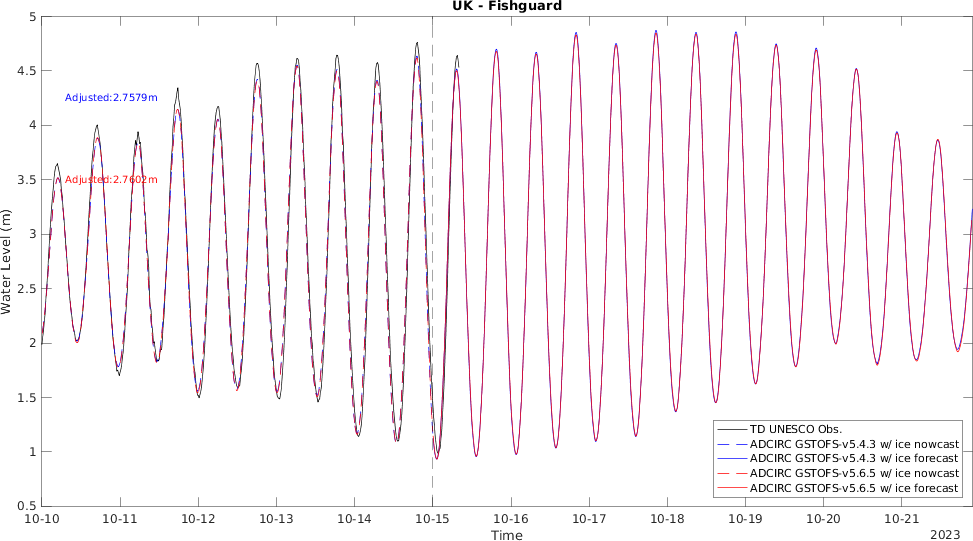 UK - Fishguard
5
4.5
4
3.5
3
2.5
2
1.5
1
0.5
Water Level (m)
Adjusted:2.7579m
Adjusted:2.7602m
TD UNESCO Obs.
ADCIRC GSTOFS-v5.4.3 w/ ice nowcast
ADCIRC GSTOFS-v5.4.3 w/ ice forecast
ADCIRC GSTOFS-v5.6.5 w/ ice nowcast
ADCIRC GSTOFS-v5.6.5 w/ ice forecast
10-10 10-11 10-12 10-13 10-14 10-15 10-16 10-17 10-18 10-19 10-20 10-21
Time
2023